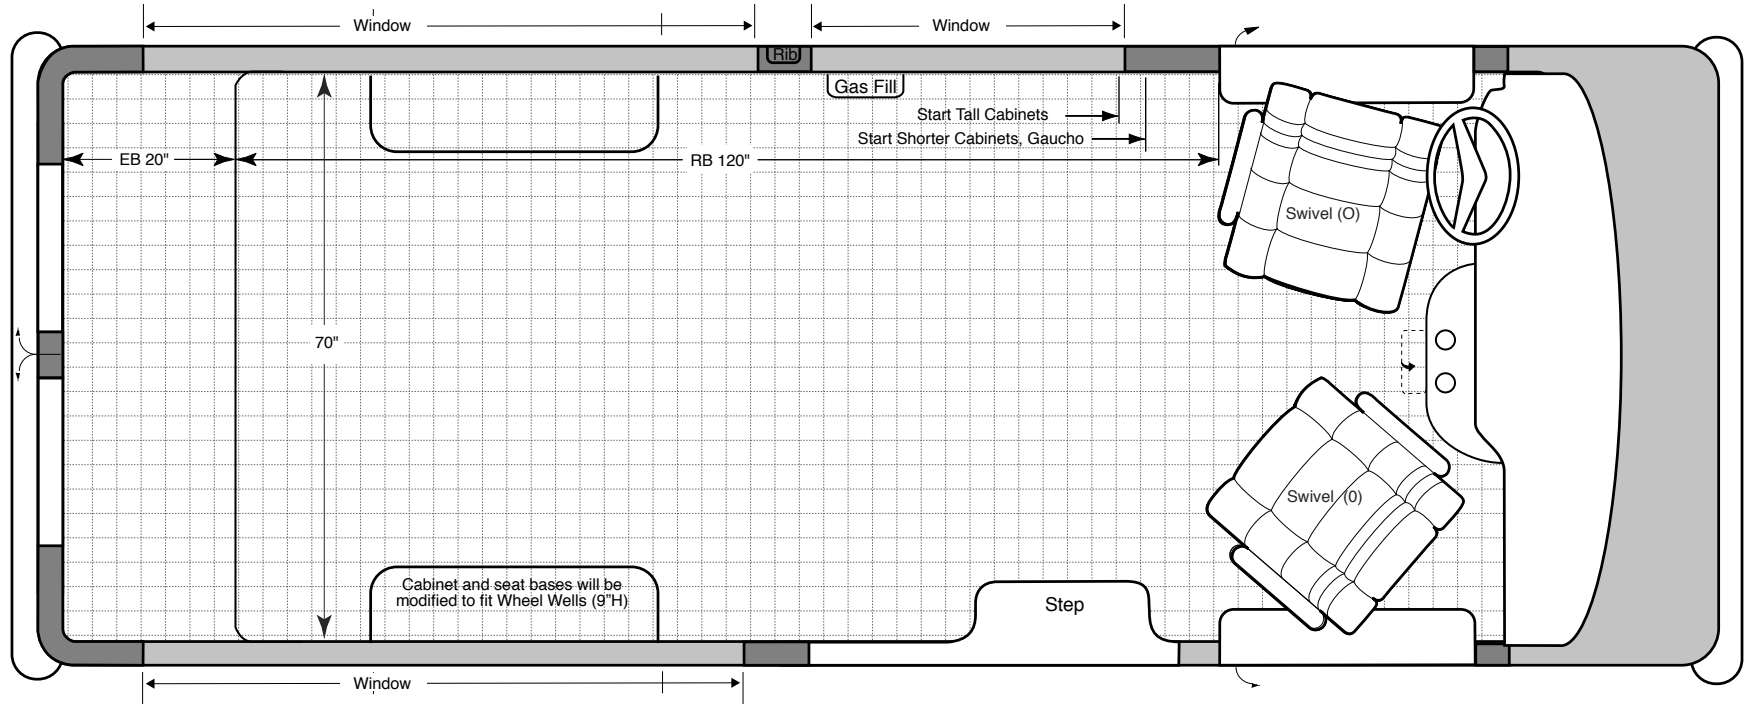 Window
Window
Rib
Gas Fill
Start Tall Cabinets
Start Shorter Cabinets, Gaucho
EB 20"
RB 120"
Swivel (O)
70"
Swivel (0)
Cabinet and seat bases will be
modified to fit Wheel Wells (9”H)
Step
Window